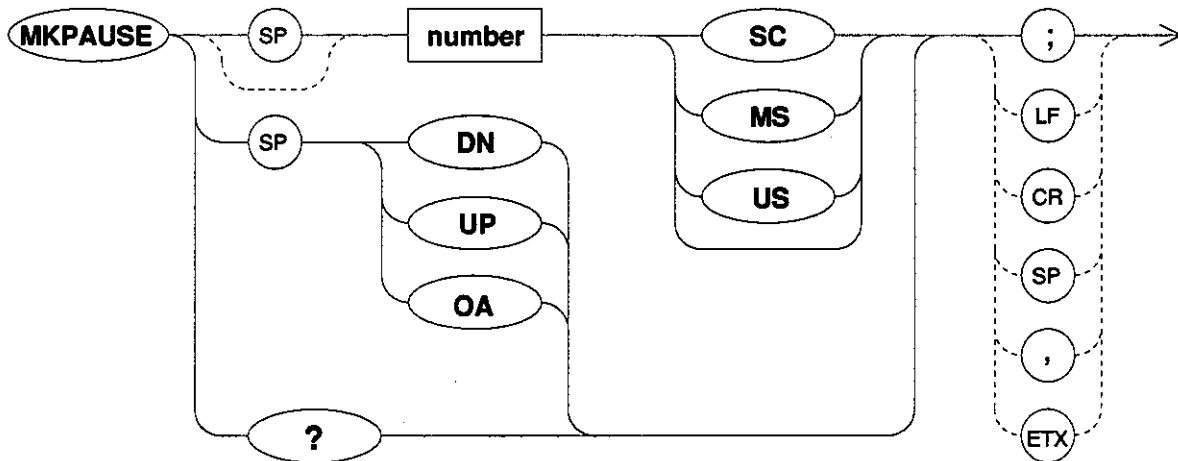 MKPAUSE SP number SC ;
MS LF
SP DN US CR
UP SP
OA ,
? ETX